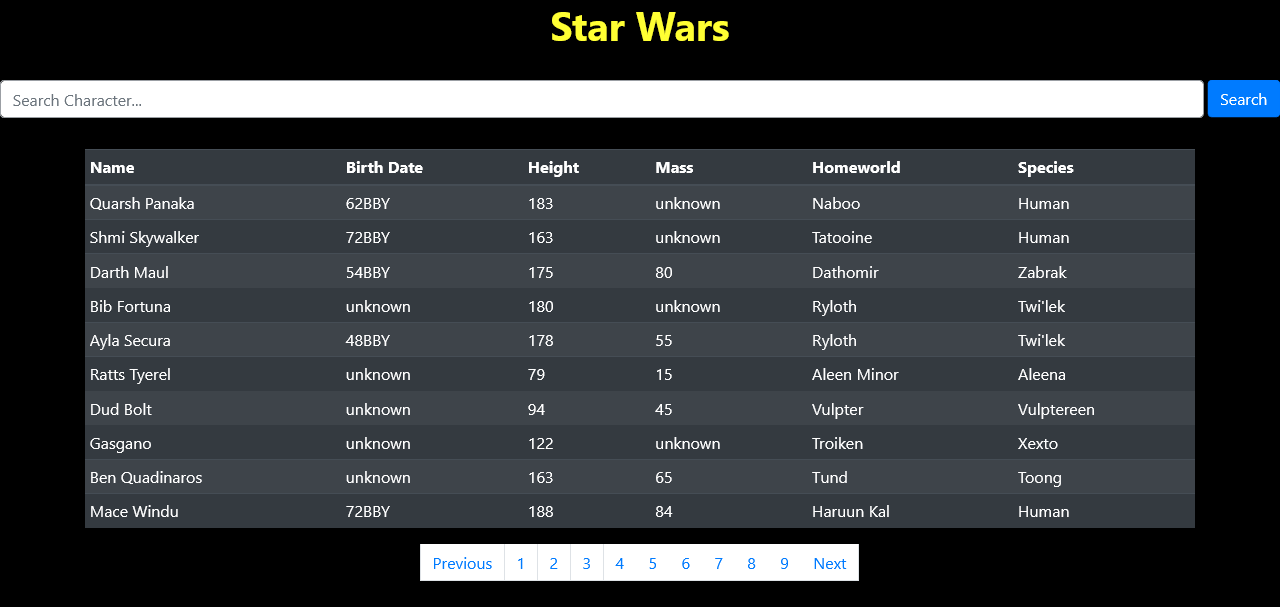 Star Wars
Search Character... Search
Name Birth Date Height Mass Homeworld Species
Quarsh Panaka 62BBY 183 unknown Naboo Human
Shmi Skywalker 72BBY 163 unknown Tatooine Human
Darth Maul 54BBY 175 80 Dathomir Zabrak
Bib Fortuna unknown 180 unknown Ryloth Twi'lek
Ayla Secura 48BBY 178 55 Ryloth Twi'lek
Ratts Tyerel unknown 79 15 Aleen Minor Aleena
Dud Bolt unknown 94 45 Vulpter Vulptereen
Gasgano unknown 122 unknown Troiken Xexto
Ben Quadinaros unknown 163 65 Tund Toong
Mace Windu 72BBY 188 84 Haruun Kal Human
Previous 1 2 3 4 5 6 7 8 9 Next